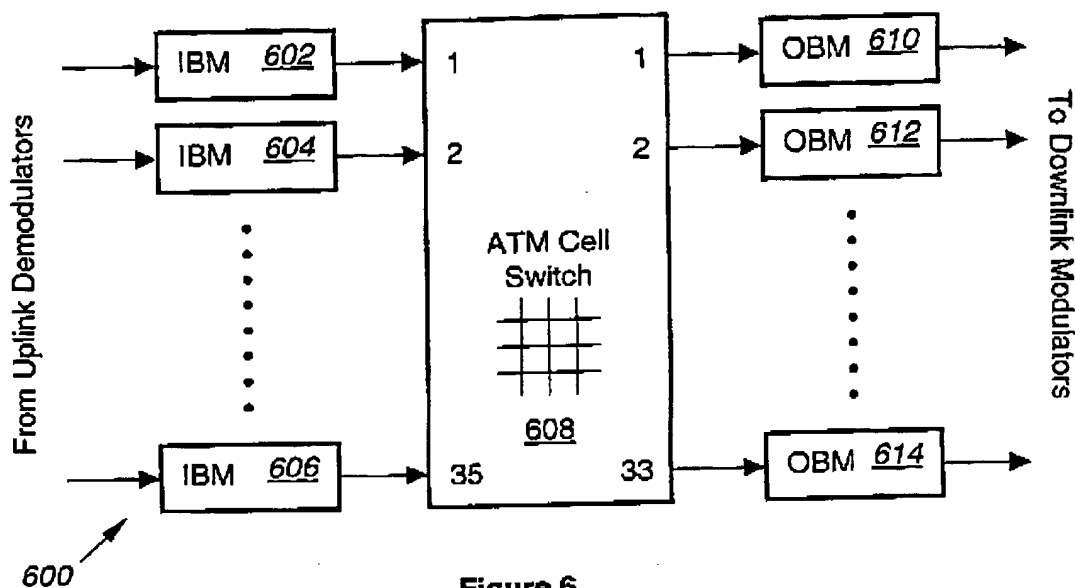 From Uplink Demodulators
IBM 602
IBM 604
IBM 606
1
2
35
ATM Cell
Switch
608
1
2
33
OBM 610
OBM 612
OBM 614
To Downlink Modulators
600
Figure 6